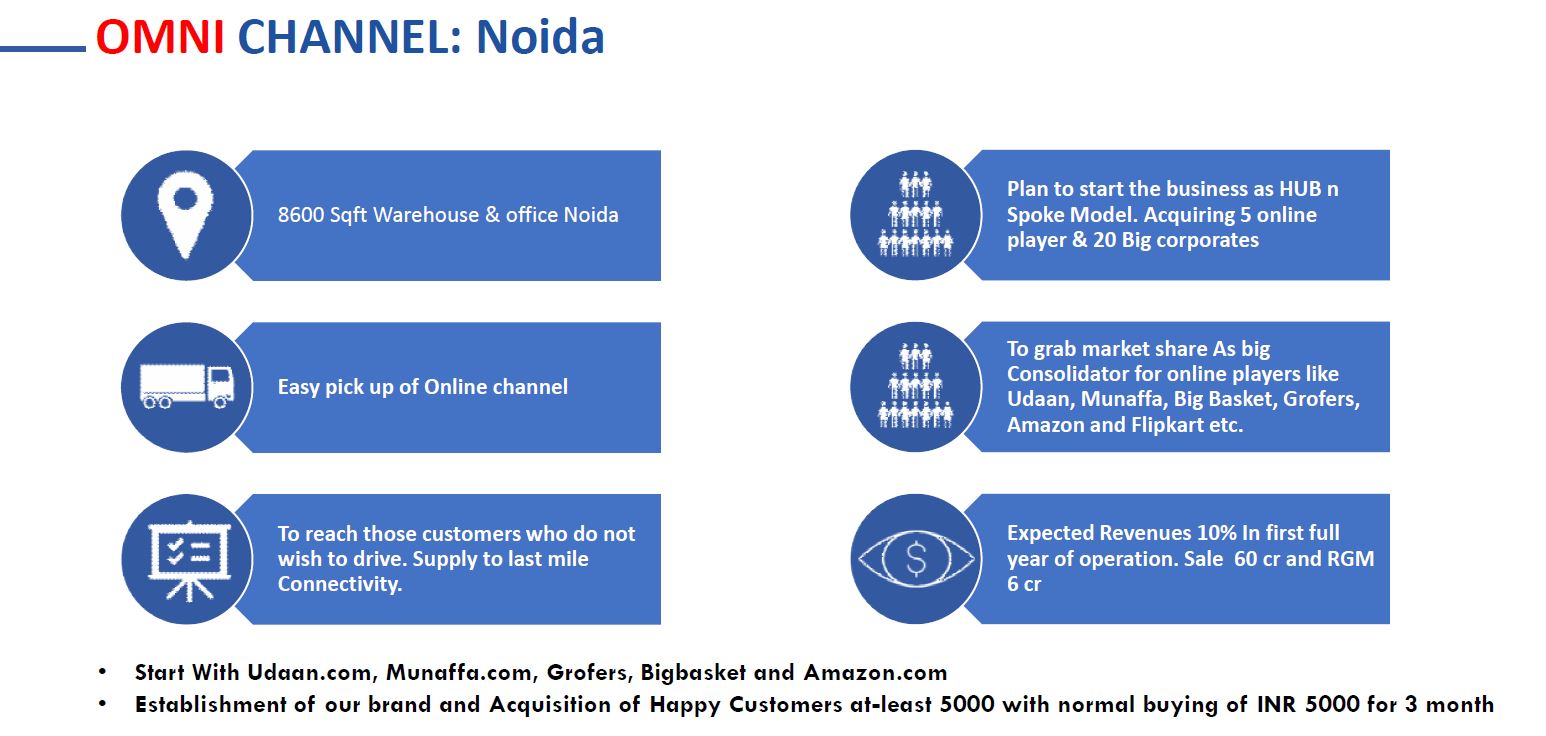 OMNI CHANNEL: Noida
8600 Sqft Warehouse & office Noida
Easy pick up of Online channel
To reach those customers who do not
wish to drive. Supply to last mile
Connectivity.
Plan to start the business as HUB n
Spoke Model. Acquiring 5 online
player & 20 Big corporates
To grab market share As big
Consolidator for online players like
Udaan, Munaffa, Big Basket, Grofers,
Amazon and Flipkart etc.
$
Expected Revenues 10% In first full
year of operation. Sale 60 cr and RGM
6 cr
• Start With Udaan.com, Munaffa.com, Grofers, Bigbasket and Amazon.com
• Establishment of our brand and Acquisition of Happy Customers at-least 5000 with normal buying of INR 5000 for 3 month